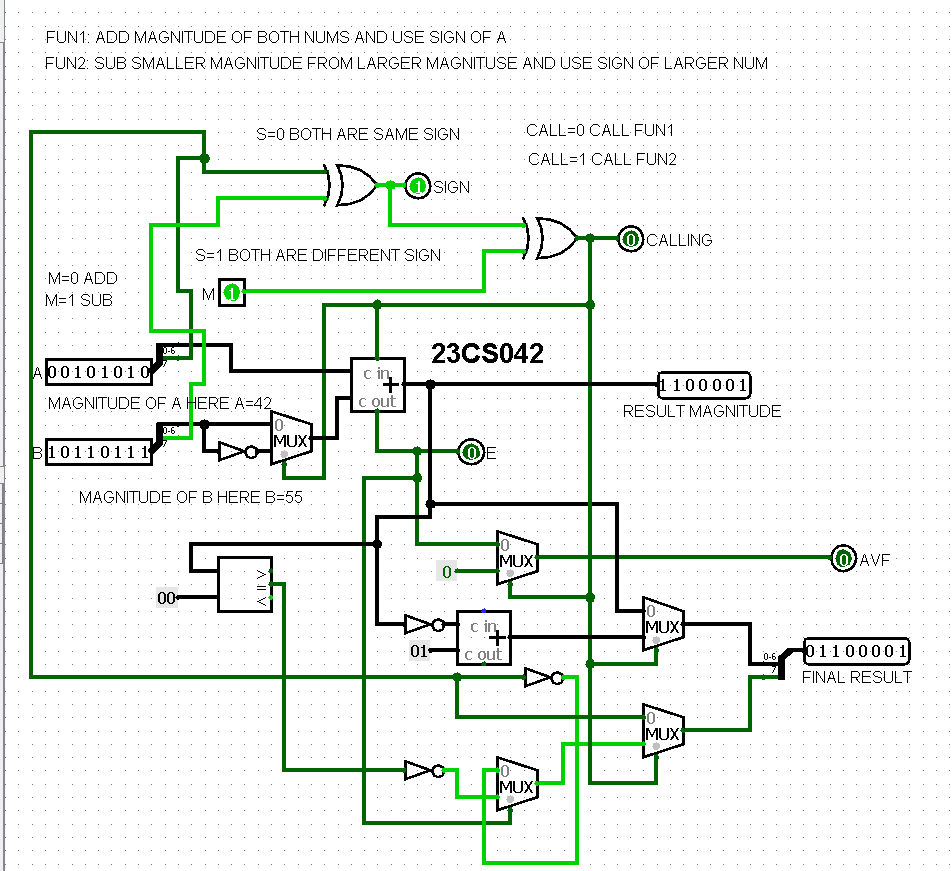 FUN1: ADD MAGNITUDE OF BOTH NUMS AND USE SIGN OF A
FUN2: SUB SMALLER MAGNITUDE FROM LARGER MAGNITUSE AND USE SIGN OF LARGER NUM
S=0 BOTH ARE SAME SIGN
CALL=0 CALL FUN1
CALL=1 CALL FUN2
1 SIGN
0 CALLING
S=1 BOTH ARE DIFFERENT SIGN
M=0 ADD
M=1 SUB
M 1
23CS042
A 00101010
0-6
7
c in
+
c out
1100001
RESULT MAGNITUDE
MAGNITUDE OF A HERE A=42
B 10110111
0-6
7
0
MUX
0 E
MAGNITUDE OF B HERE B=55
0
MUX
0
0 AVF
00
>
=
<
c in
+
c out
01
0
MUX
0-6
7
01100001
FINAL RESULT
0
MUX
0
MUX